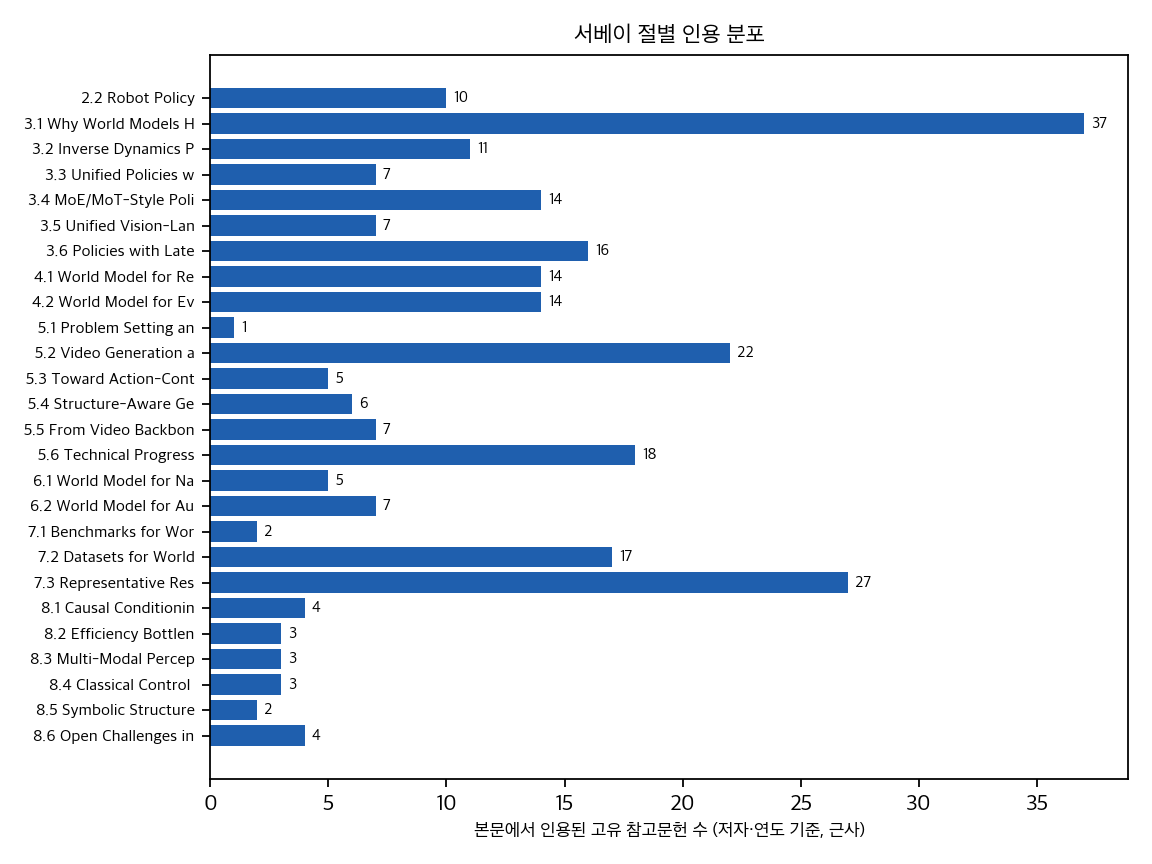 서베이 절별 인용 분포
2.2 Robot Policy 10
3.1 Why World Models H 37
3.2 Inverse Dynamics P 11
3.3 Unified Policies w 7
3.4 MoE/MoT-Style Poli 14
3.5 Unified Vision-Lan 7
3.6 Policies with Late 16
4.1 World Model for Re 14
4.2 World Model for Ev 14
5.1 Problem Setting an 1
5.2 Video Generation a 22
5.3 Toward Action-Cont 5
5.4 Structure-Aware Ge 6
5.5 From Video Backbon 7
5.6 Technical Progress 18
6.1 World Model for Na 5
6.2 World Model for Au 7
7.1 Benchmarks for Wor 2
7.2 Datasets for World 17
7.3 Representative Res 27
8.1 Causal Conditionin 4
8.2 Efficiency Bottlen 3
8.3 Multi-Modal Percep 3
8.4 Classical Control 3
8.5 Symbolic Structure 2
8.6 Open Challenges in 4
0 5 10 15 20 25 30 35
본문에서 인용된 고유 참고문헌 수 (저자·연도 기준, 근사)